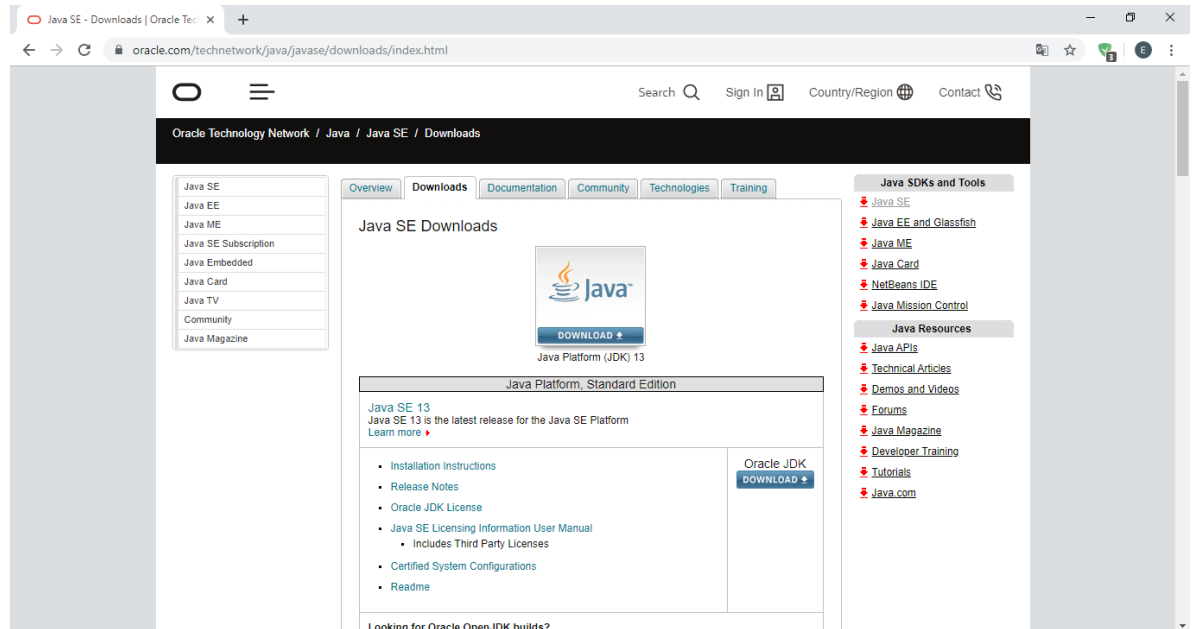 Java SE - Downloads | Oracle Tec
oracle.com/technetwork/java/javase/downloads/index.html
3
E
Search
Sign In
Country/Region
Contact
Oracle Technology Network / Java / Java SE / Downloads
Java SE
Java EE
Java ME
Java SE Subscription
Java Embedded
Java Card
Java TV
Community
Java Magazine
Overview
Downloads
Documentation
Community
Technologies
Training
Java SE Downloads
Java™
DOWNLOAD
Java Platform (JDK) 13
Java Platform, Standard Edition
Java SE 13
Java SE 13 is the latest release for the Java SE Platform
Learn more
Installation Instructions
Release Notes
Oracle JDK License
Java SE Licensing Information User Manual
Includes Third Party Licenses
Certified System Configurations
Readme
Oracle JDK
DOWNLOAD
Looking for Oracle OpenJDK builds?
Java SDKs and Tools
Java SE
Java EE and Glassfish
Java ME
Java Card
NetBeans IDE
Java Mission Control
Java Resources
Java APIs
Technical Articles
Demos and Videos
Forums
Java Magazine
Developer Training
Tutorials
Java.com